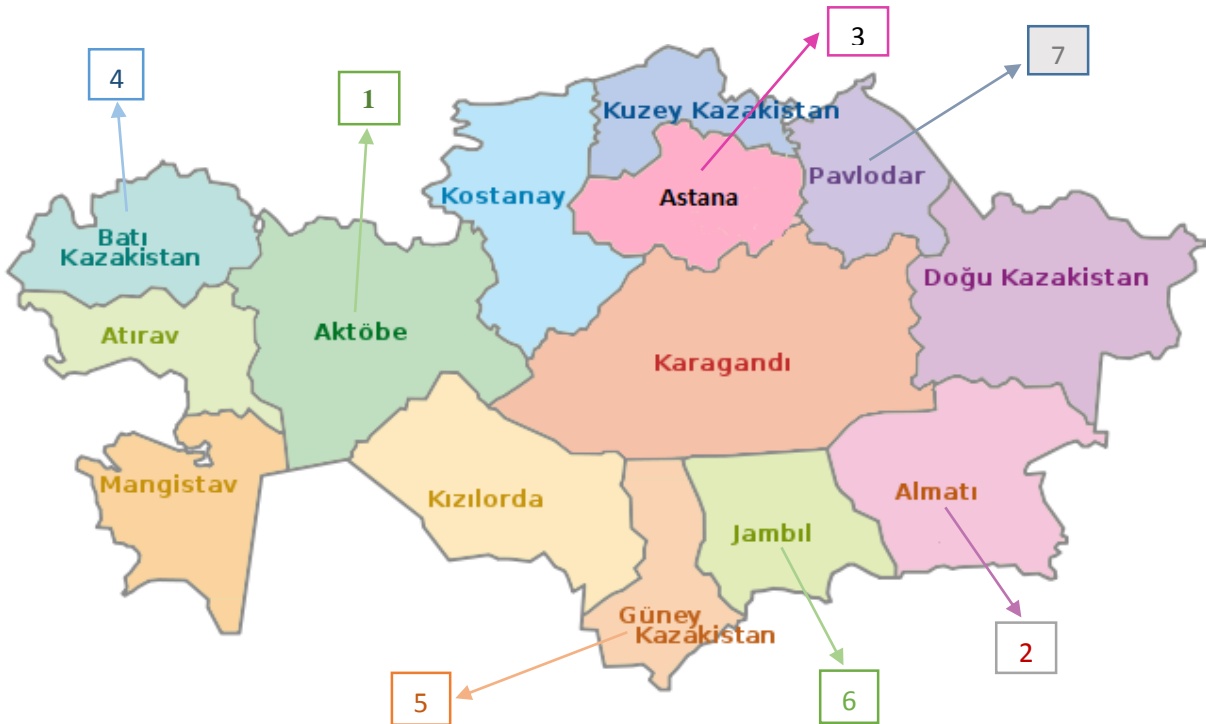 3
7
4
1
Kuzey Kazakistan
Pavlodar
Kostanay
Astana
Batı
Kazakistan
Doğu Kazakistan
Atırav
Aktöbe
Karagandı
Mangistav
Kızılorda
Almatı
Jambıl
Güney
Kazakistan
2
5
6